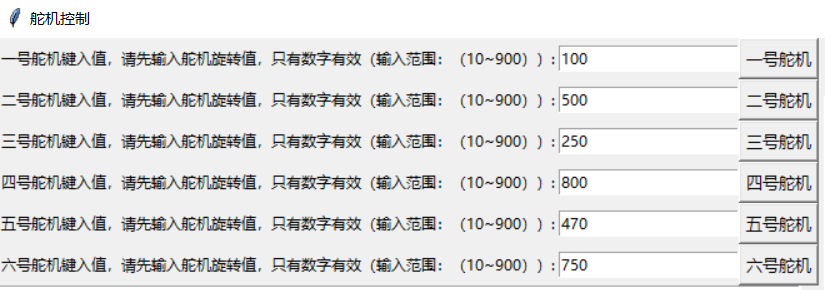 舵机控制
一号舵机键入值，请先输入舵机旋转值，只有数字有效（输入范围：（10~900））: 100 一号舵机
二号舵机键入值，请先输入舵机旋转值，只有数字有效（输入范围：（10~900））: 500 二号舵机
三号舵机键入值，请先输入舵机旋转值，只有数字有效（输入范围：（10~900））: 250 三号舵机
四号舵机键入值，请先输入舵机旋转值，只有数字有效（输入范围：（10~900））: 800 四号舵机
五号舵机键入值，请先输入舵机旋转值，只有数字有效（输入范围：（10~900））: 470 五号舵机
六号舵机键入值，请先输入舵机旋转值，只有数字有效（输入范围：（10~900））: 750 六号舵机